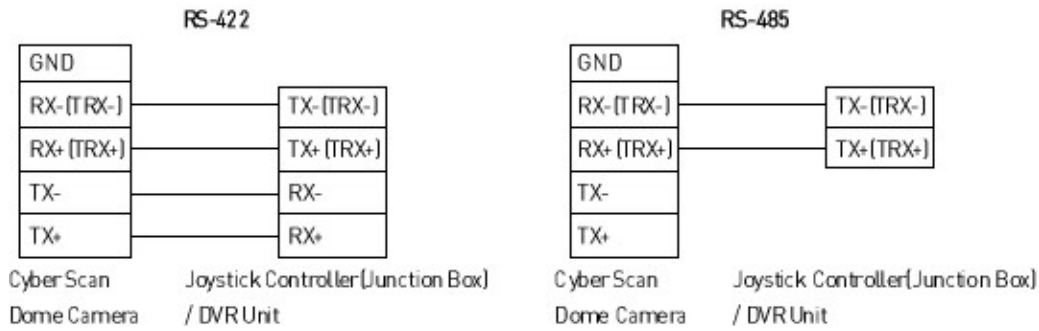 RS-422
GND
RX-(TRX-)
TX-(TRX-)
RX+(TRX+)
TX+(TRX+)
TX-
RX-
TX+
RX+
Cyber Scan
Dome Camera
Joystick Controller(Junction Box)
/ DVR Unit
RS-485
GND
RX-(TRX-)
TX-(TRX-)
RX+(TRX+)
TX+(TRX+)
TX-
TX+
Cyber Scan
Dome Camera
Joystick Controller(Junction Box)
/ DVR Unit